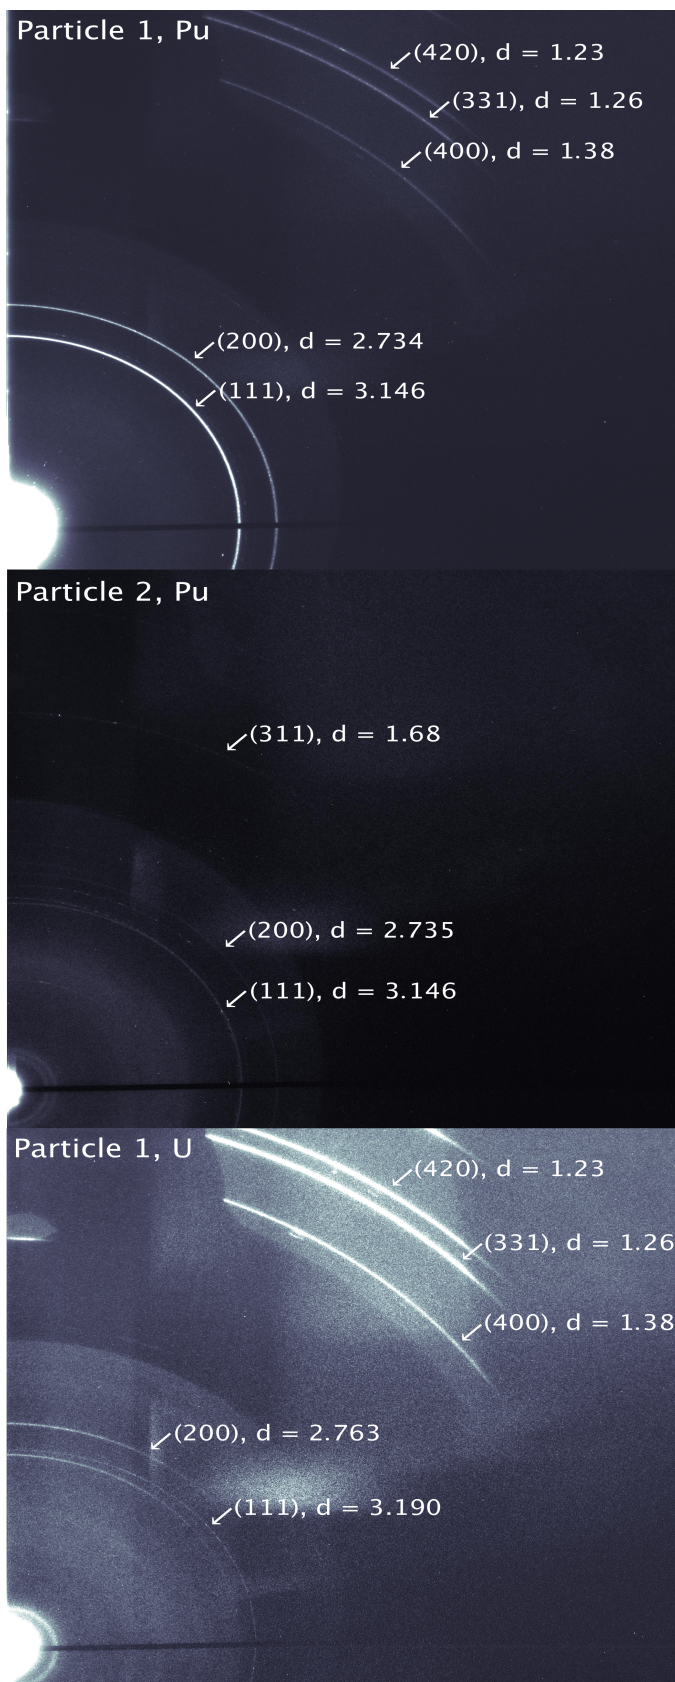 Particle 1, Pu
(420), d = 1.23
(331), d = 1.26
(400), d = 1.38
(200), d = 2.734
(111), d = 3.146
Particle 2, Pu
(311), d = 1.68
(200), d = 2.735
(111), d = 3.146
Particle 1, U
(420), d = 1.23
(331), d = 1.26
(400), d = 1.38
(200), d = 2.763
(111), d = 3.190